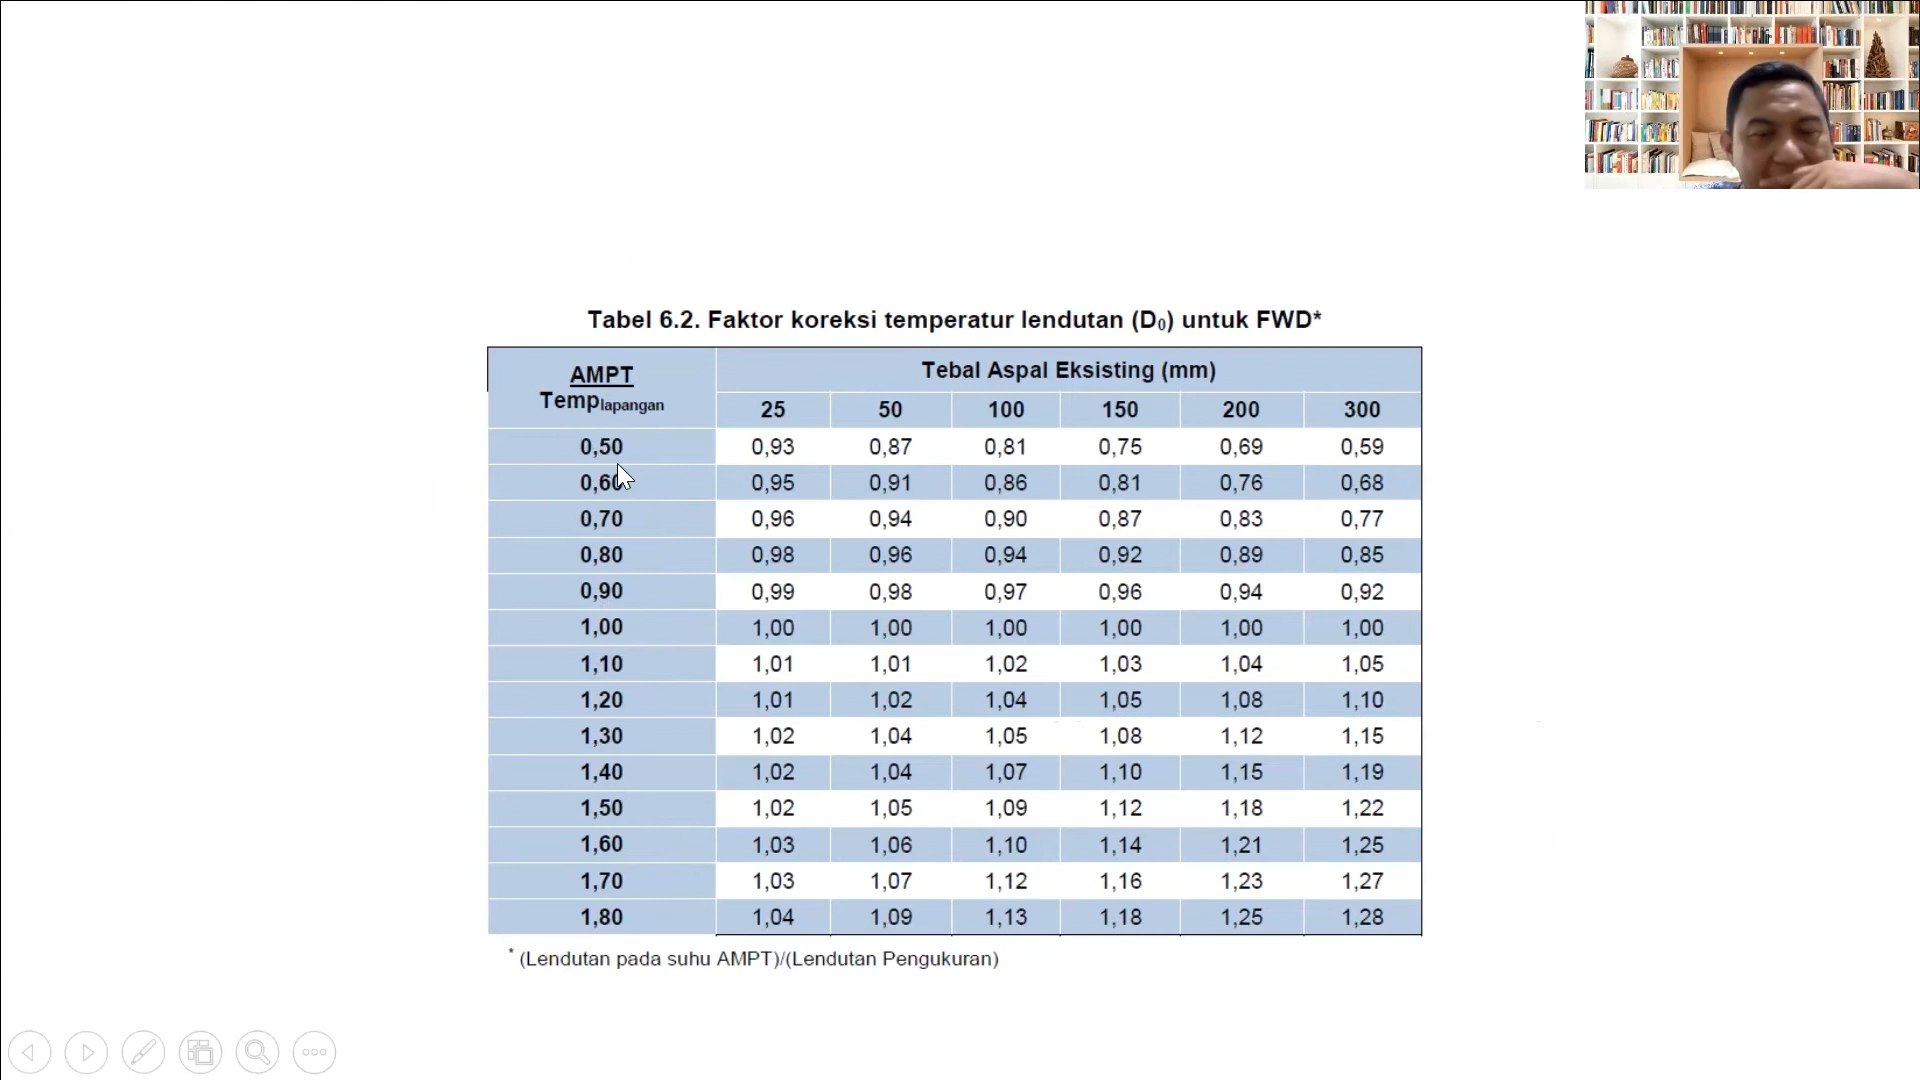 Tabel 6.2. Faktor koreksi temperatur lendutan (D₀) untuk FWD*
AMPT Tebal Aspal Eksisting (mm)
Temp lapangan 25 50 100 150 200 300
0,50 0,93 0,87 0,81 0,75 0,69 0,59
0,60 0,95 0,91 0,86 0,81 0,76 0,68
0,70 0,96 0,94 0,90 0,87 0,83 0,77
0,80 0,98 0,96 0,94 0,92 0,89 0,85
0,90 0,99 0,98 0,97 0,96 0,94 0,92
1,00 1,00 1,00 1,00 1,00 1,00 1,00
1,10 1,01 1,01 1,02 1,03 1,04 1,05
1,20 1,01 1,02 1,04 1,05 1,08 1,10
1,30 1,02 1,04 1,05 1,08 1,12 1,15
1,40 1,02 1,04 1,07 1,10 1,15 1,19
1,50 1,02 1,05 1,09 1,12 1,18 1,22
1,60 1,03 1,06 1,10 1,14 1,21 1,25
1,70 1,03 1,07 1,12 1,16 1,23 1,27
1,80 1,04 1,09 1,13 1,18 1,25 1,28
* (Lendutan pada suhu AMPT)/(Lendutan Pengukuran)